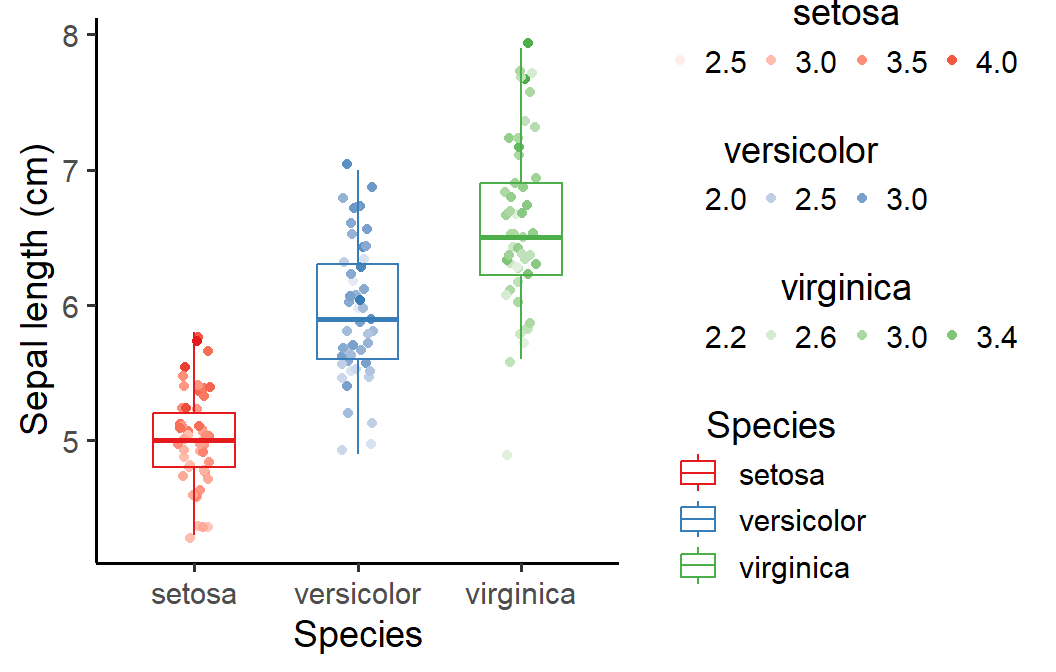 Sepal length (cm)
8
7
6
5
setosa versicolor virginica
Species
setosa
2.5 3.0 3.5 4.0
versicolor
2.0 2.5 3.0
virginica
2.2 2.6 3.0 3.4
Species
setosa
versicolor
virginica